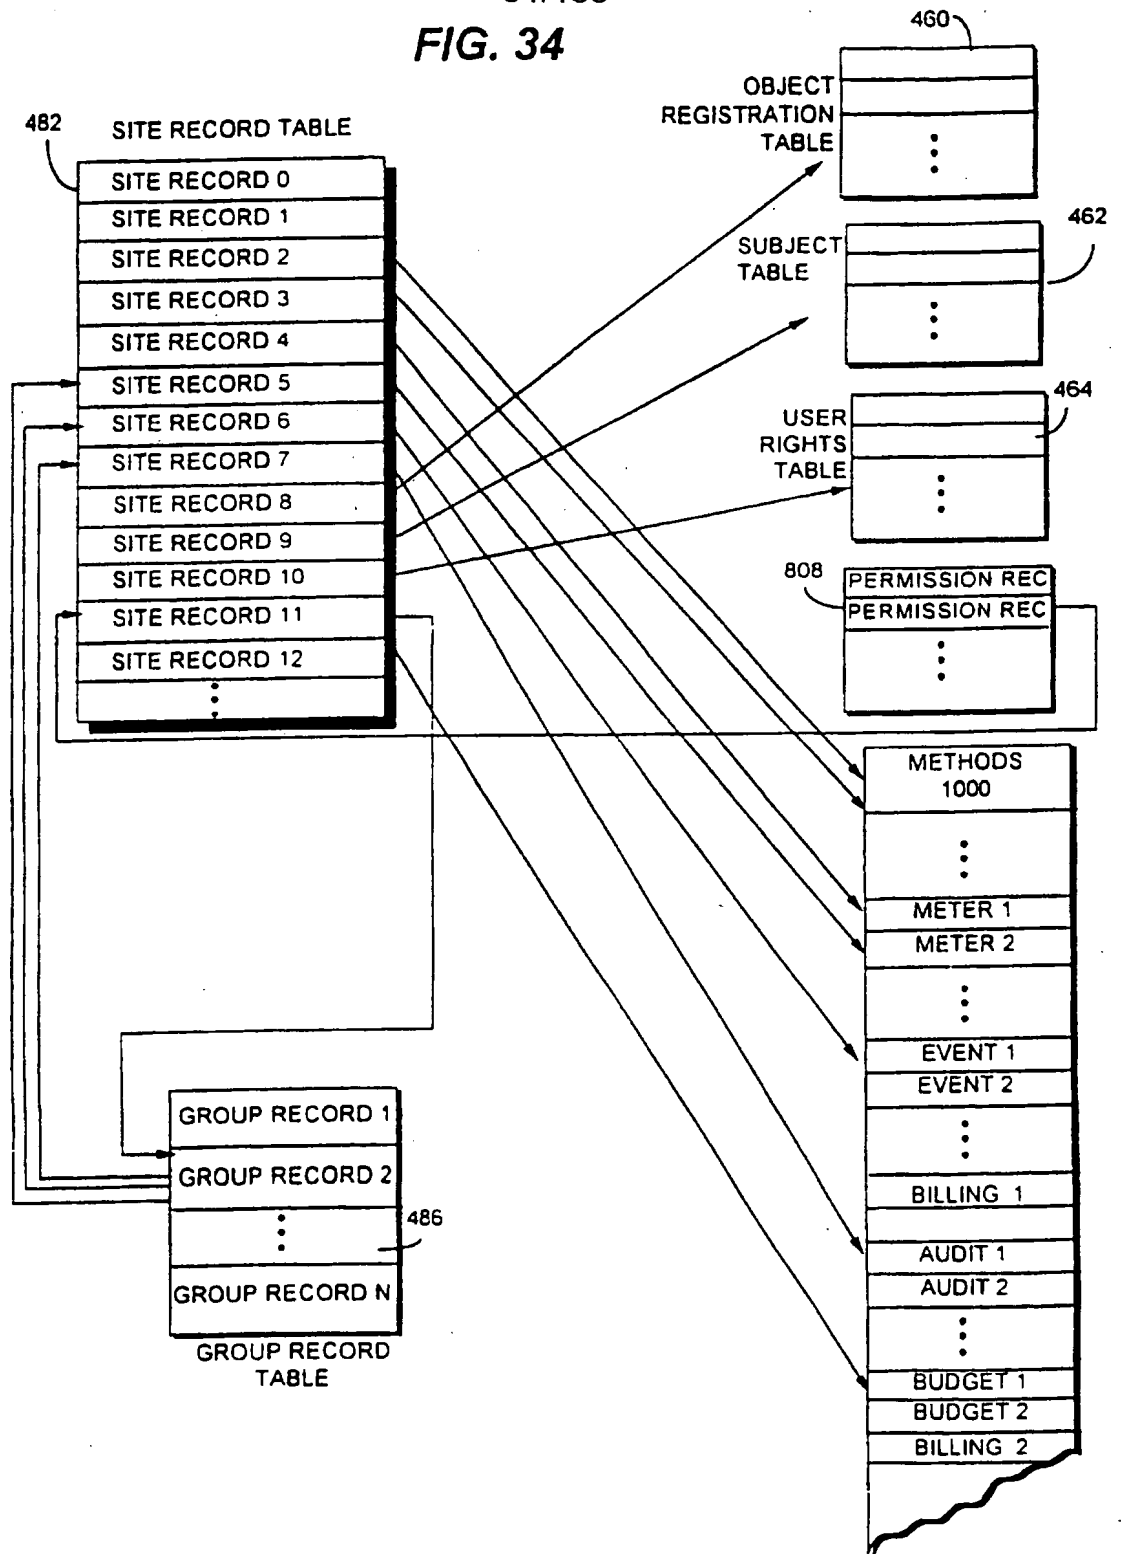 FIG. 34
460
OBJECT
REGISTRATION
TABLE
482
SITE RECORD TABLE
SITE RECORD 0
SITE RECORD 1
SITE RECORD 2
SITE RECORD 3
SITE RECORD 4
SITE RECORD 5
SITE RECORD 6
SITE RECORD 7
SITE RECORD 8
SITE RECORD 9
SITE RECORD 10
SITE RECORD 11
SITE RECORD 12
SUBJECT
TABLE
462
USER
RIGHTS
TABLE
464
808
PERMISSION REC
PERMISSION REC
METHODS
1000
METER 1
METER 2
EVENT 1
EVENT 2
BILLING 1
AUDIT 1
AUDIT 2
BUDGET 1
BUDGET 2
BILLING 2
GROUP RECORD 1
GROUP RECORD 2
486
GROUP RECORD N
GROUP RECORD
TABLE